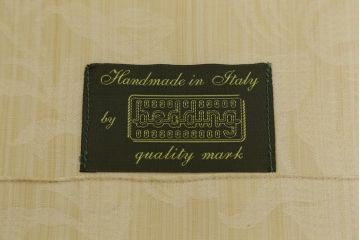 Handmade in Italy
by bedding
quality mark